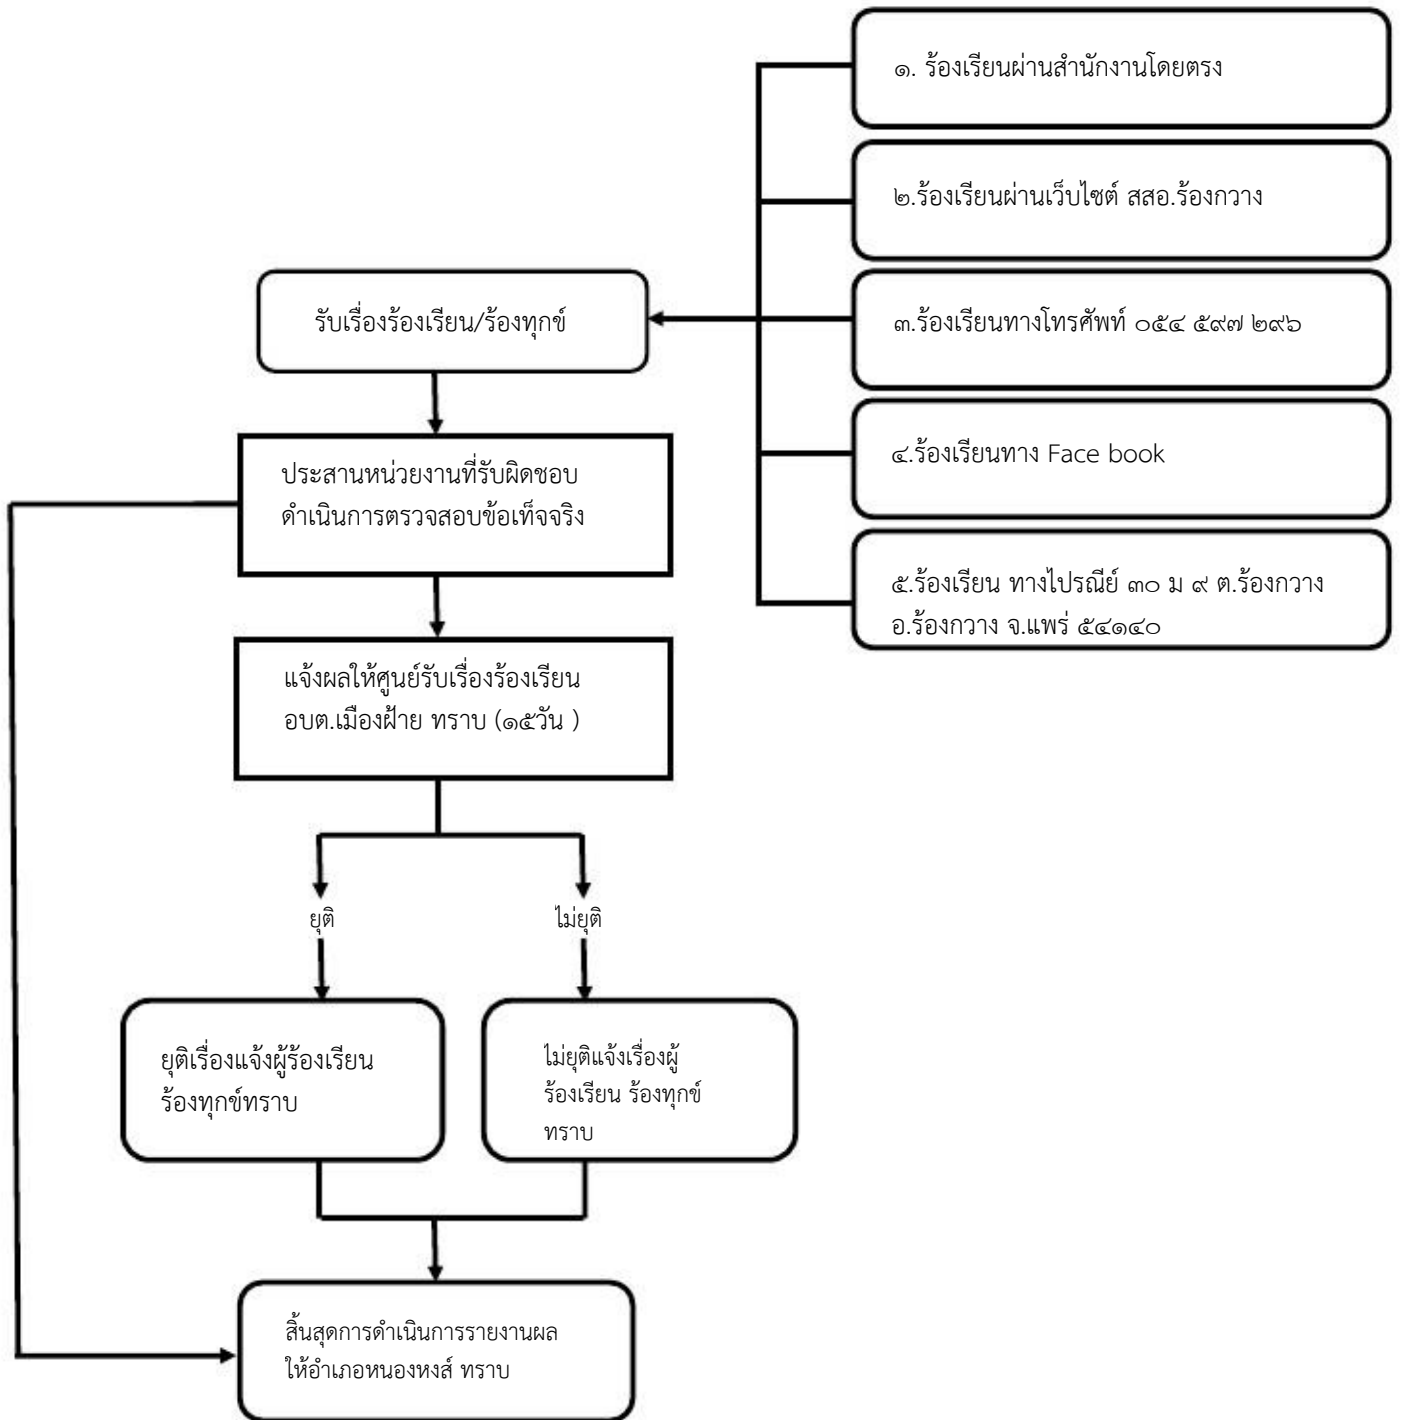 ๑. ร้องเรียนผ่านสำนักงานโดยตรง
๒.ร้องเรียนผ่านเว็บไซต์ สสอ.ร้องกวาง
รับเรื่องร้องเรียน/ร้องทุกข์
๓.ร้องเรียนทางโทรศัพท์ ๐๕๔ ๕๙๗ ๒๙๖
๔.ร้องเรียนทาง Face book
ประสานหน่วยงานที่รับผิดชอบ
ดำเนินการตรวจสอบข้อเท็จจริง
๕.ร้องเรียน ทางไปรณีย์ ๓๐ ม ๙ ต.ร้องกวาง
อ.ร้องกวาง จ.แพร่ ๕๔๑๔๐
แจ้งผลให้ศูนย์รับเรื่องร้องเรียน
อบต.เมืองฝ้าย ทราบ (๑๕วัน )
ยุติ
ไม่ยุติ
ยุติเรื่องแจ้งผู้ร้องเรียน
ร้องทุกข์ทราบ
ไม่ยุติแจ้งเรื่องผู้
ร้องเรียน ร้องทุกข์
ทราบ
สิ้นสุดการดำเนินการรายงานผล
ให้อำเภอหนองหงส์ ทราบ